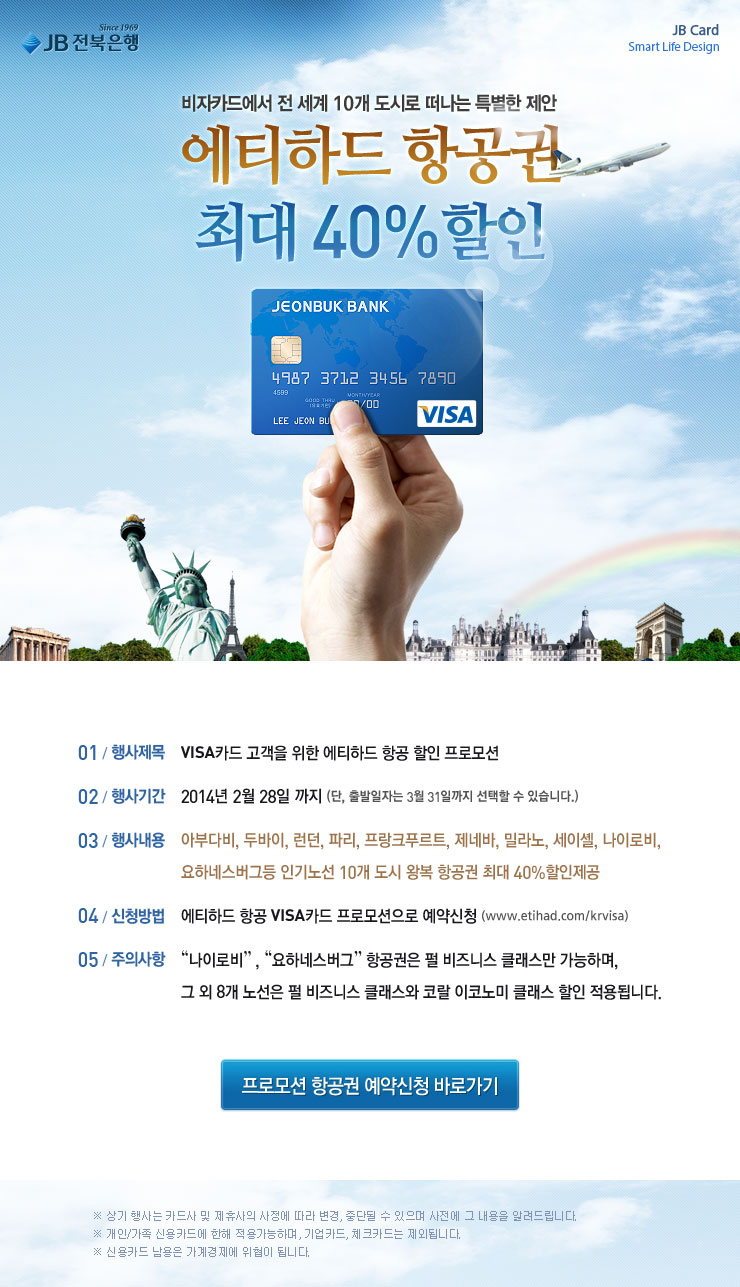 Since 1969
JB 전북은행
JB Card
Smart Life Design
비자카드에서 전 세계 10개 도시로 떠나는 특별한 제안
에티하드 항공권
최대 40%할인
JEONBUK BANK
4987 3712 3456 7890
4599
GOOD THRU
MONTH/YEAR
00/00
LEE JEON BU
VISA
01 / 행사제목 VISA카드 고객을 위한 에티하드 항공 할인 프로모션
02 / 행사기간 2014년 2월 28일 까지 (단, 출발일자는 3월 31일까지 선택할 수 있습니다.)
03 / 행사내용 아부다비, 두바이, 런던, 파리, 프랑크푸르트, 제네바, 밀라노, 세이셸, 나이로비,
요하네스버그등 인기노선 10개 도시 왕복 항공권 최대 40%할인제공
04 / 신청방법 에티하드 항공 VISA카드 프로모션으로 예약신청 (www.etihad.com/krvisa)
05 / 주의사항 “나이로비” , “요하네스버그” 항공권은 펄 비즈니스 클래스만 가능하며,
그 외 8개 노선은 펄 비즈니스 클래스와 코랄 이코노미 클래스 할인 적용됩니다.
프로모션 항공권 예약신청 바로가기
※ 상기 행사는 카드사 및 제휴사의 사정에 따라 변경, 중단될 수 있으며 사전에 그 내용을 알려드립니다.
※ 개인/가족 신용카드에 한해 적용가능하며, 기업카드, 체크카드는 제외됩니다.
※ 신용카드 남용은 가계경제에 위협이 됩니다.